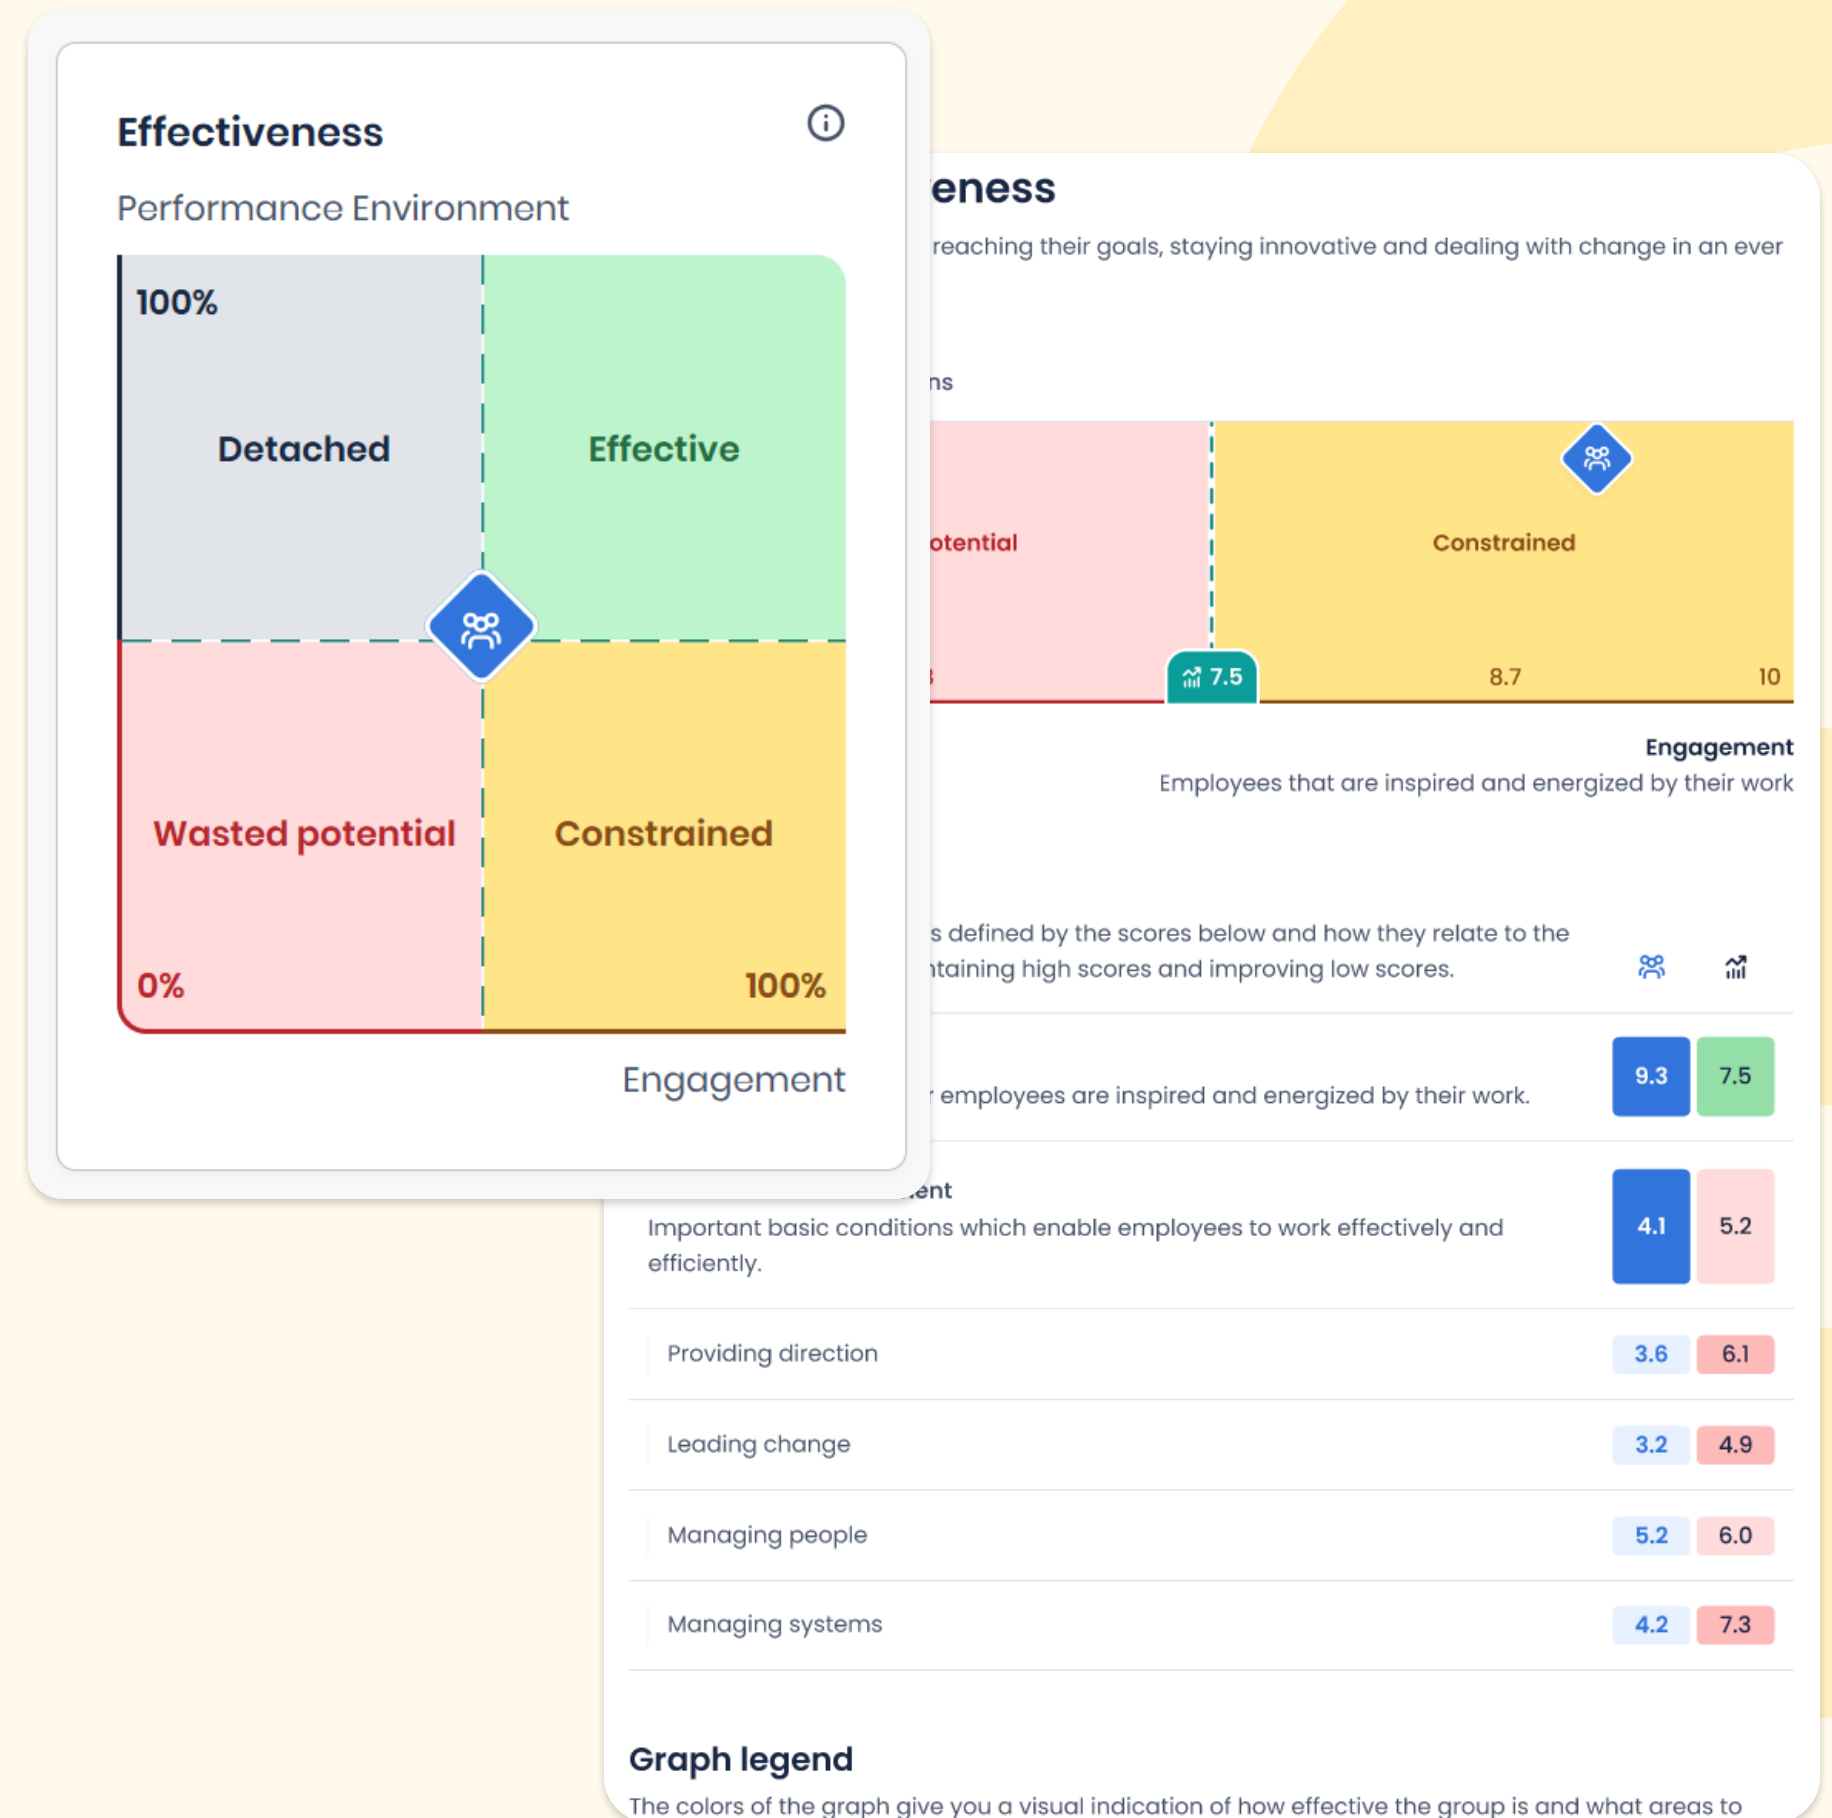 Effectiveness
Performance Environment
100%
Detached
Effective
Wasted potential
Constrained
0%
100%
Engagement
eness
reaching their goals, staying innovative and dealing with change in an ever
ns
otential
Constrained
7.5
8.7
10
Engagement
Employees that are inspired and energized by their work
s defined by the scores below and how they relate to the
ntaining high scores and improving low scores.
9.3 7.5
employees are inspired and energized by their work.
ent
4.1 5.2
Important basic conditions which enable employees to work effectively and
efficiently.
Providing direction 3.6 6.1
Leading change 3.2 4.9
Managing people 5.2 6.0
Managing systems 4.2 7.3
Graph legend
The colors of the graph give you a visual indication of how effective the group is and what areas to